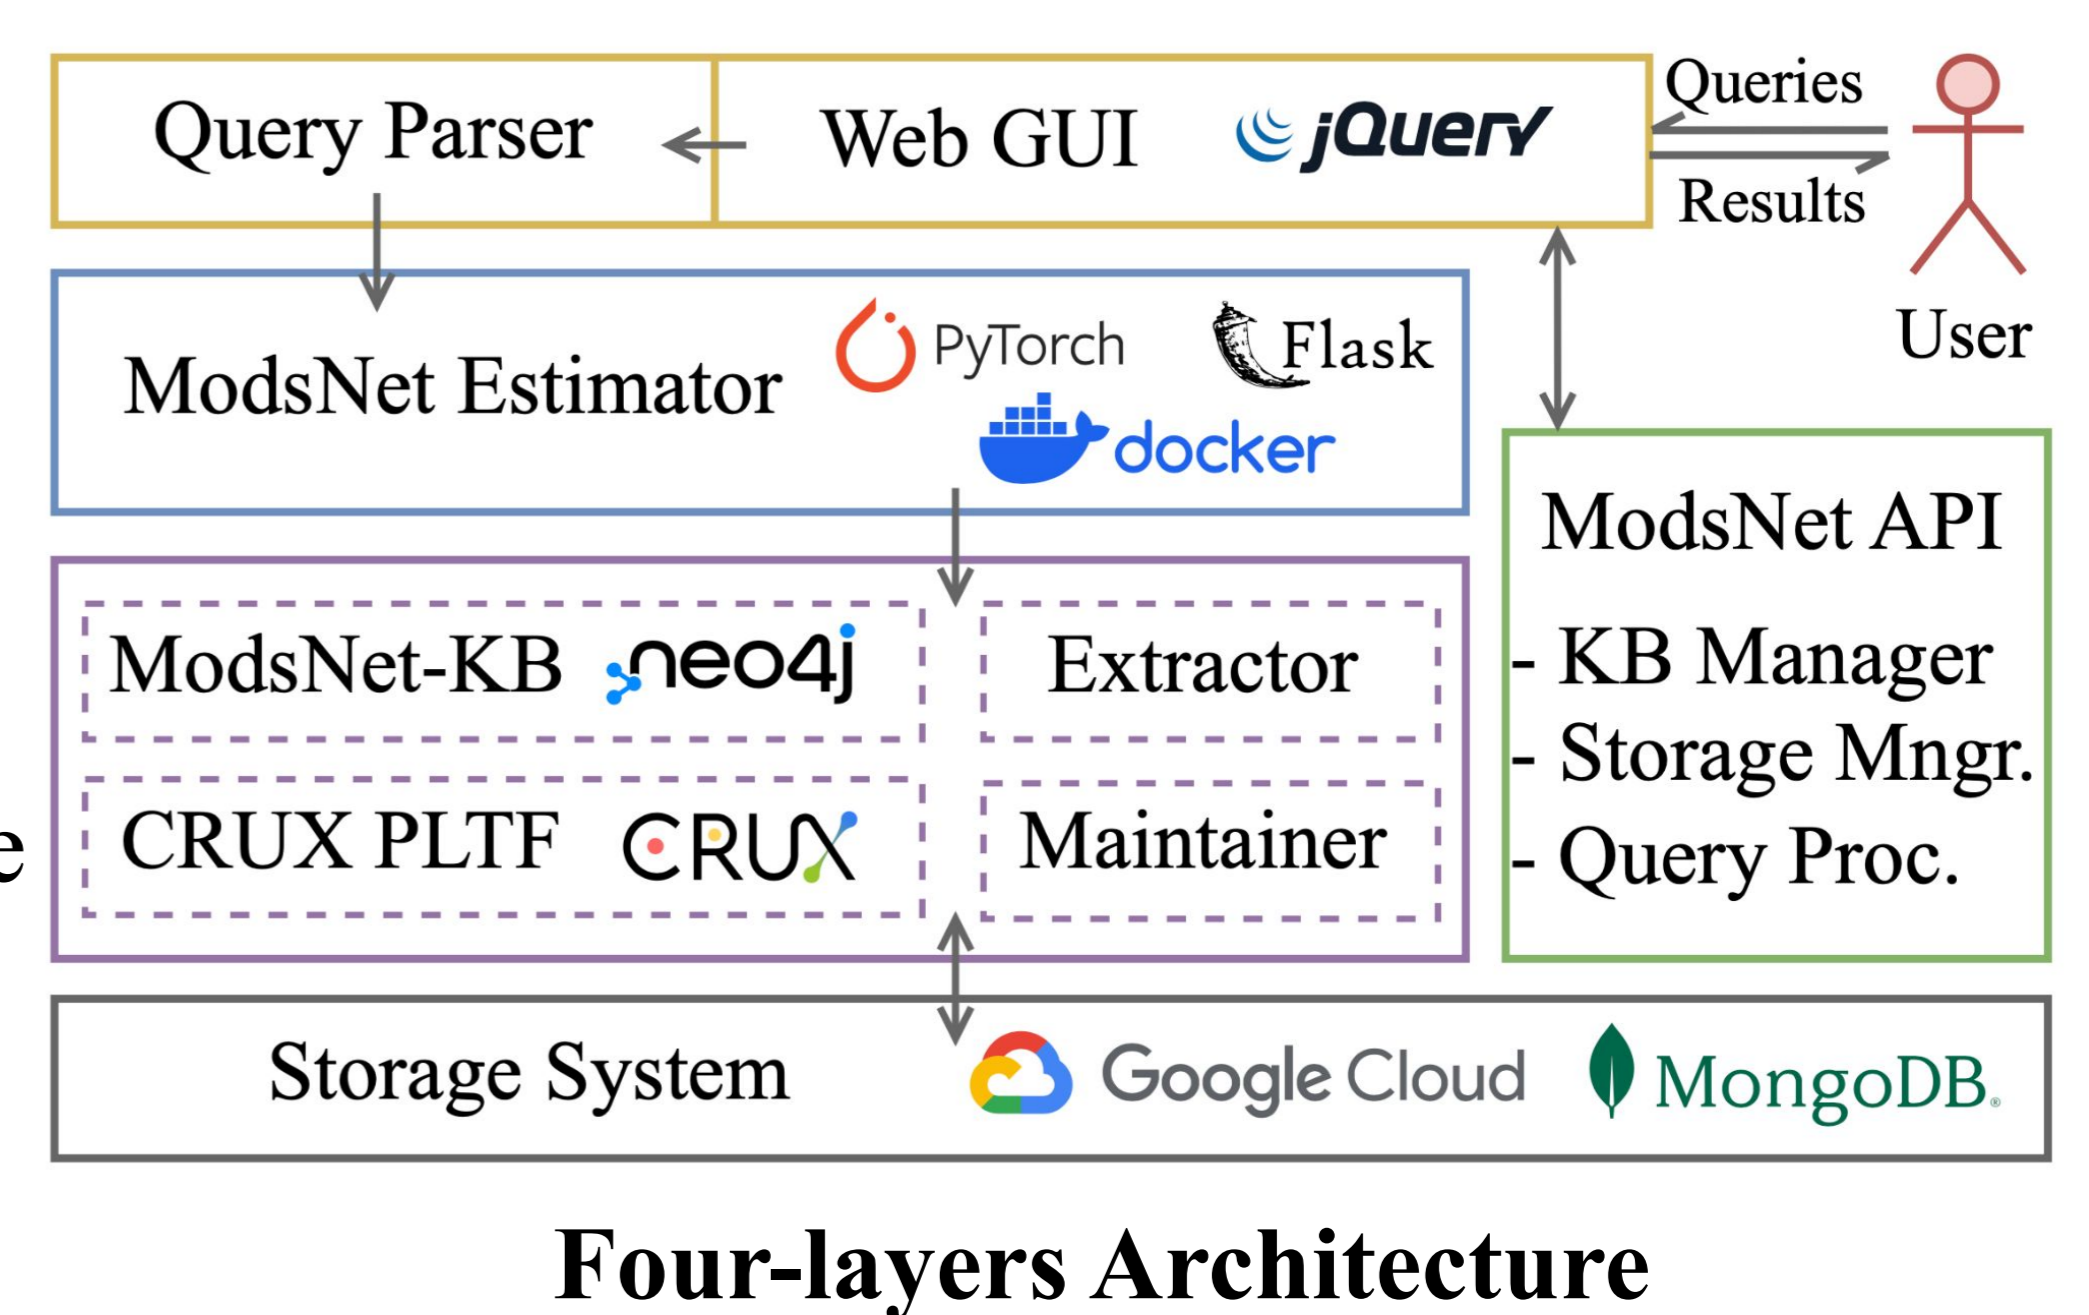 Query Parser
Web GUI
jQuery
Queries
Results
User
ModsNet Estimator
PyTorch
Flask
docker
ModsNet-KB
neo4j
Extractor
CRUX PLTF
CRUX
Maintainer
ModsNet API
- KB Manager
- Storage Mngr.
- Query Proc.
e
Storage System
Google Cloud
MongoDB®
Four-layers Architecture